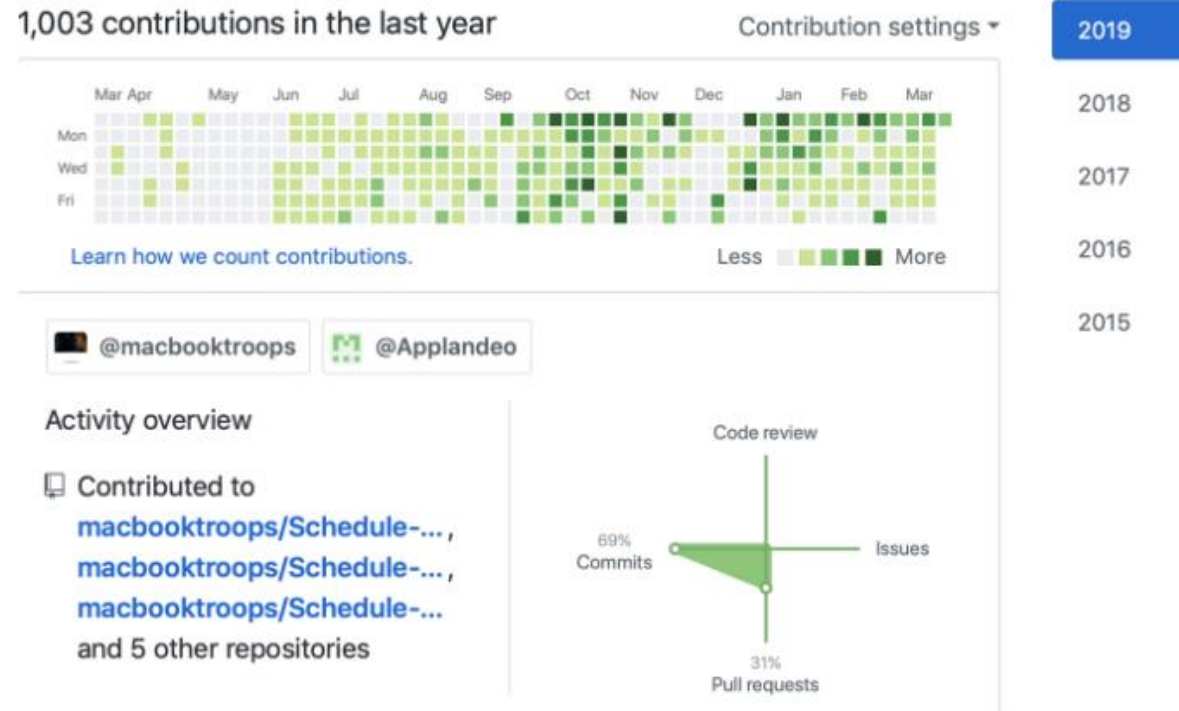 1,003 contributions in the last year
Contribution settings
Mar Apr May Jun Jul Aug Sep Oct Nov Dec Jan Feb Mar
Mon
Wed
Fri
Learn how we count contributions.
Less More
2019
2018
2017
2016
2015
@macbooktroops
@Applandeo
Activity overview
Contributed to
macbooktroops/Schedule-... ,
macbooktroops/Schedule-... ,
macbooktroops/Schedule-...
and 5 other repositories
Code review
69%
Commits
Issues
31%
Pull requests